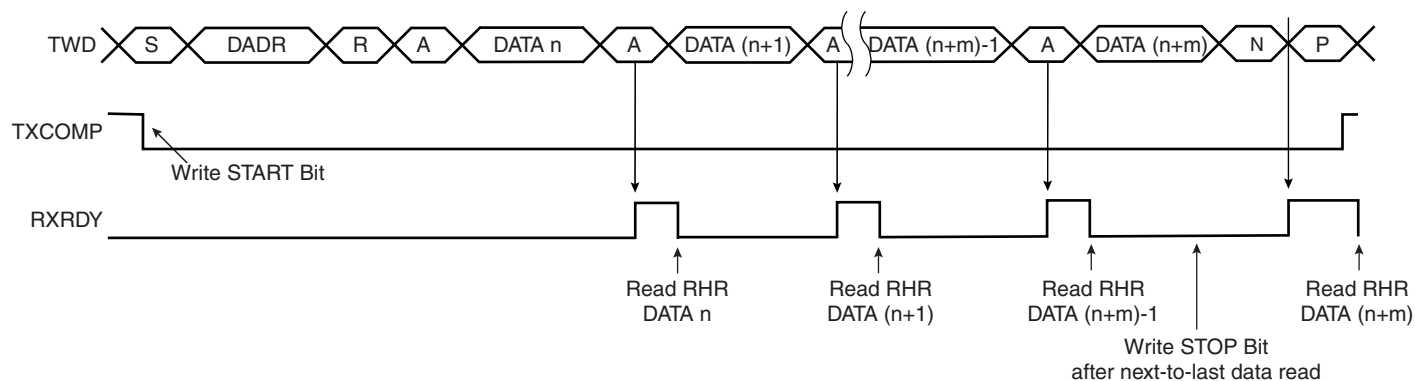 TWD S DADR R A DATA n A DATA (n+1) A DATA (n+m)-1 A DATA (n+m) N P
TXCOMP
Write START Bit
RXRDY
Read RHR Read RHR Read RHR Read RHR
DATA n DATA (n+1) DATA (n+m)-1 DATA (n+m)
Write STOP Bit
after next-to-last data read